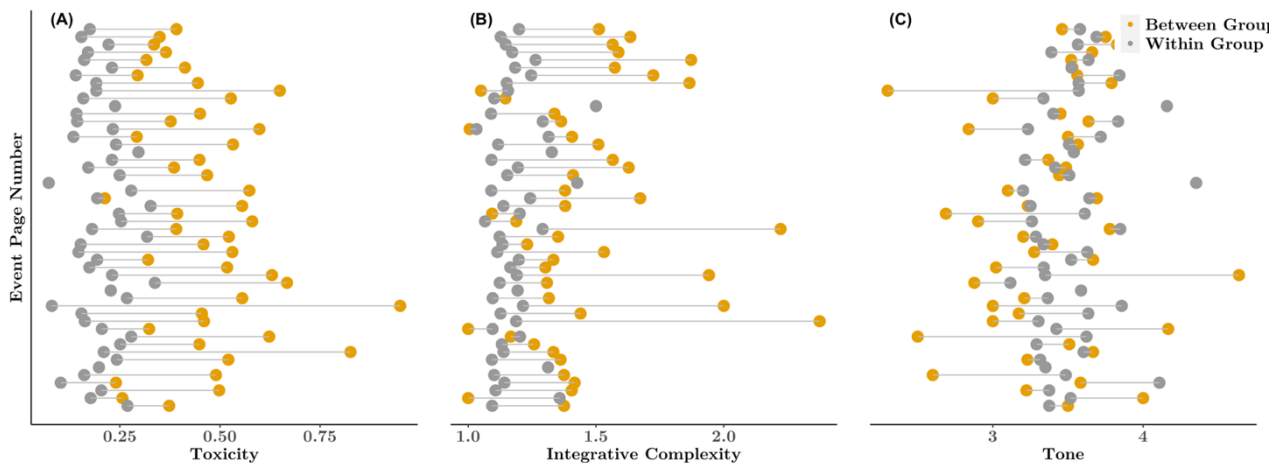 (A)
(B)
(C)
Between Group
Within Group
Event Page Number
0.25 0.50 0.75
Toxicity
1.0 1.5 2.0
Integrative Complexity
3 4
Tone